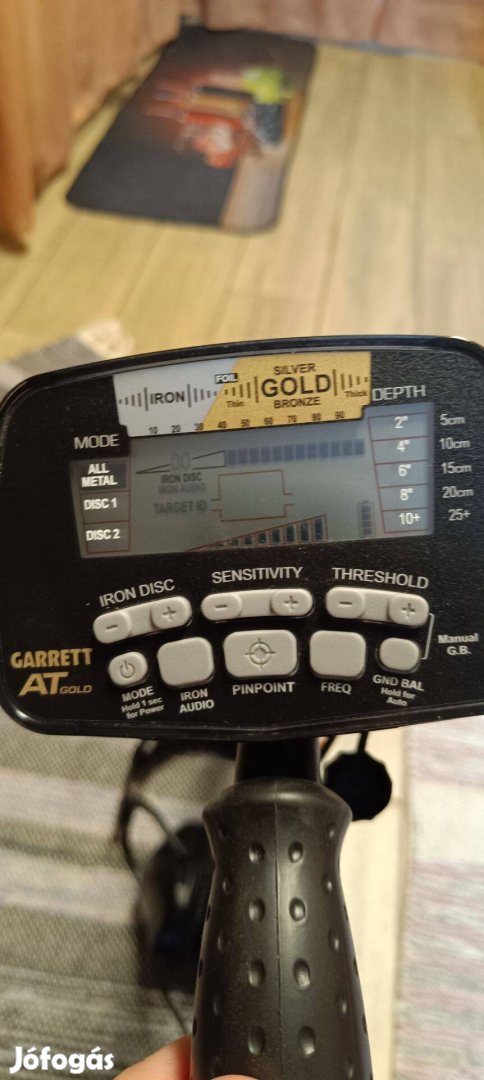 SILVER
FOIL
IRON GOLD
Thin BRONZE Thick
10 20 30 40 50 60 70 80 90
DEPTH
MODE
2" 5cm
4" 10cm
6" 15cm
8" 20cm
10+ 25+
ALL METAL
DISC 1
DISC 2
0.0
IRON DISC
IRON AUDIO
TARGET ID
IRON DISC SENSITIVITY THRESHOLD
- + - + - +
Manual
G.B.
GARRETT
AT GOLD
MODE
Hold 1 sec
for Power
IRON
AUDIO
PINPOINT
FREQ
GND BAL
Hold for
Auto
Jófogás